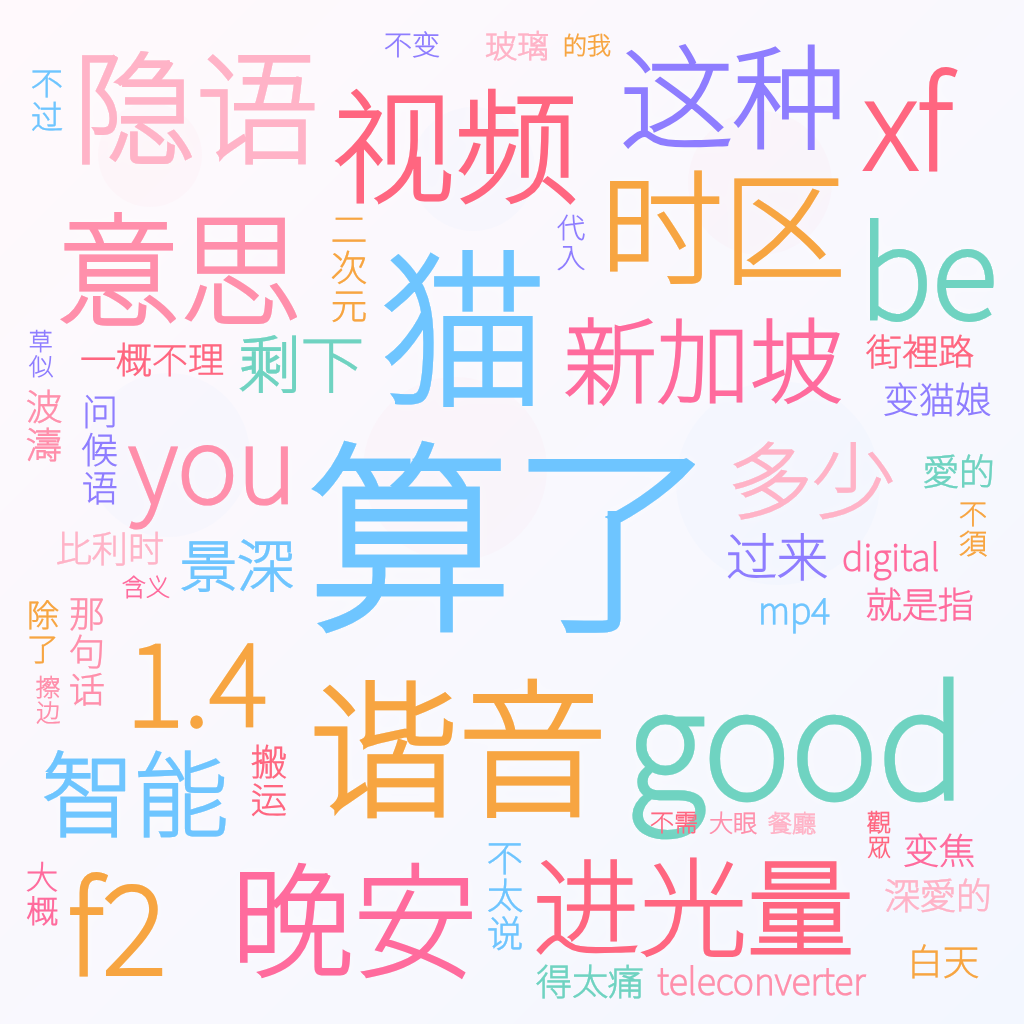 不变
玻璃
的我
不过
隐语
视频
这种
xf
时区
意思
二次元
代入
猫
be
新加坡
草似
一概不理
剩下
街裡路
变猫娘
波濤
问候语
you
算了
多少
愛的
不須
比利时
景深
含义
过来
digital
mp4
就是指
除了
那句话
擦边
1.4
谐音
good
智能
搬运
不需
大眼
餐廳
觀眾
变焦
大概
f2
晚安
不太说
进光量
深愛的
白天
得太痛
teleconverter